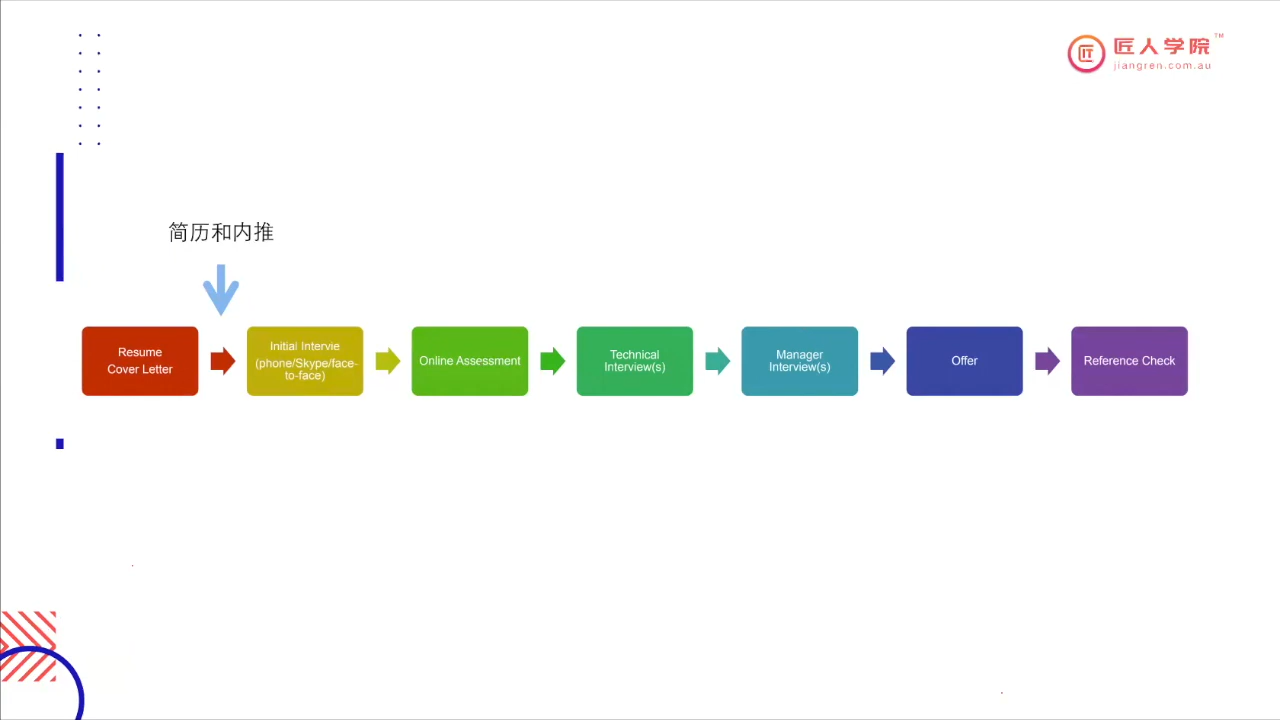 匠人学院™
jiangren.com.au
简历和内推
Resume
Cover Letter
Initial Intervie
(phone/Skype/face-
to-face)
Online Assessment
Technical
Interview(s)
Manager
Interview(s)
Offer
Reference Check